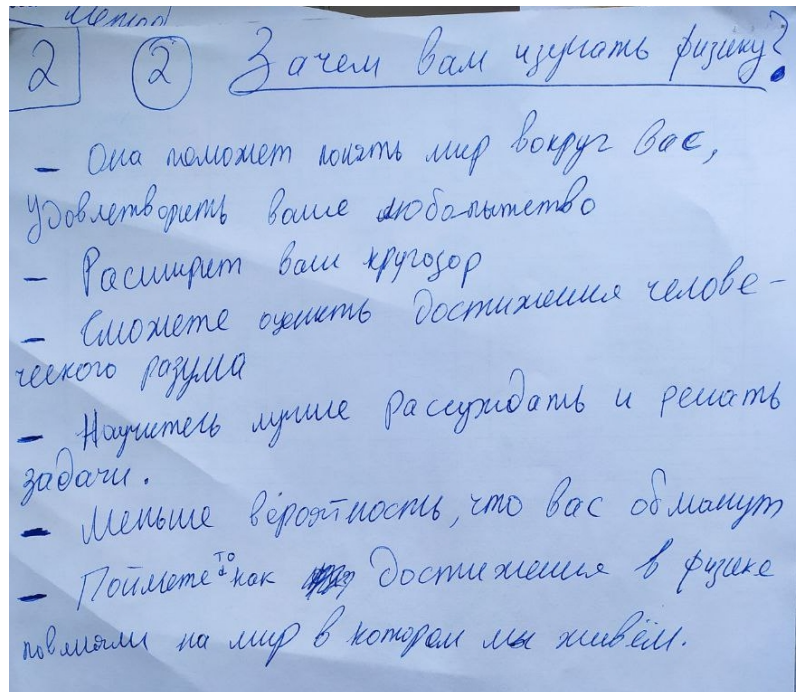 Метод
2 2 Зачем вам изучать физику?
- Она поможет понять мир вокруг вас,
удовлетворить ваше любопытство
- Расширет ваш кругозор
- Сможете оценить достижения челове-
ческого разума
- Научитесь лучше рассуждать и решать
задачи.
- Меньше вероятность, что вас обманут
- Поймете то как достижения в физике
повлияли на мир в котором мы живём.